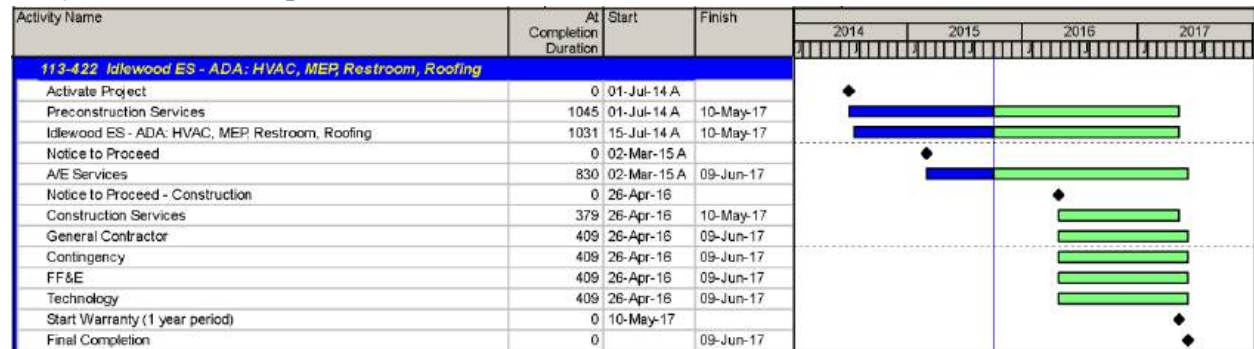 Activity Name At Completion Duration Start Finish 2014 2015 2016 2017
J J J J
113-422 Idlewood ES - ADA: HVAC, MEP, Restroom, Roofing
Activate Project 0 01-Jul-14 A
Preconstruction Services 1045 01-Jul-14 A 10-May-17
Idlewood ES - ADA: HVAC, MEP, Restroom, Roofing 1031 15-Jul-14 A 10-May-17
Notice to Proceed 0 02-Mar-15 A
A/E Services 830 02-Mar-15 A 09-Jun-17
Notice to Proceed - Construction 0 26-Apr-16
Construction Services 379 26-Apr-16 10-May-17
General Contractor 409 26-Apr-16 09-Jun-17
Contingency 409 26-Apr-16 09-Jun-17
FF&E 409 26-Apr-16 09-Jun-17
Technology 409 26-Apr-16 09-Jun-17
Start Warranty (1 year period) 0 10-May-17
Final Completion 0 09-Jun-17